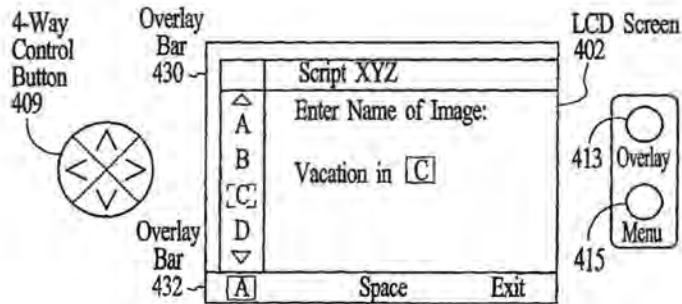 4-Way
Control
Button
409
Overlay
Bar
430
LCD Screen
402
Script XYZ
Enter Name of Image:
Vacation in C
A
B
C
D
413
Overlay
415
Menu
Overlay
Bar
432
A Space Exit